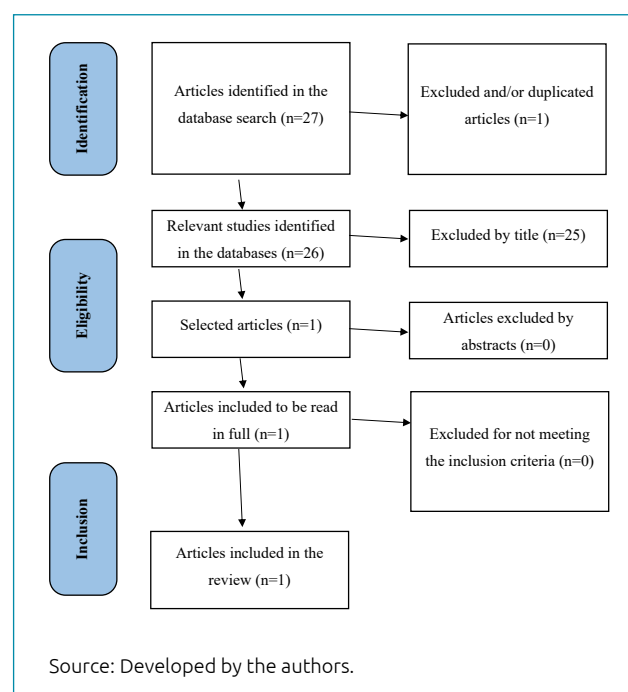 Identification
Articles identified in the
database search (n=27)
Excluded and/or duplicated
articles (n=1)
Eligibility
Relevant studies identified
in the databases (n=26)
Excluded by title (n=25)
Selected articles (n=1)
Articles excluded by
abstracts (n=0)
Articles included to be read
in full (n=1)
Excluded for not meeting
the inclusion criteria (n=0)
Inclusion
Articles included in the
review (n=1)
Source: Developed by the authors.